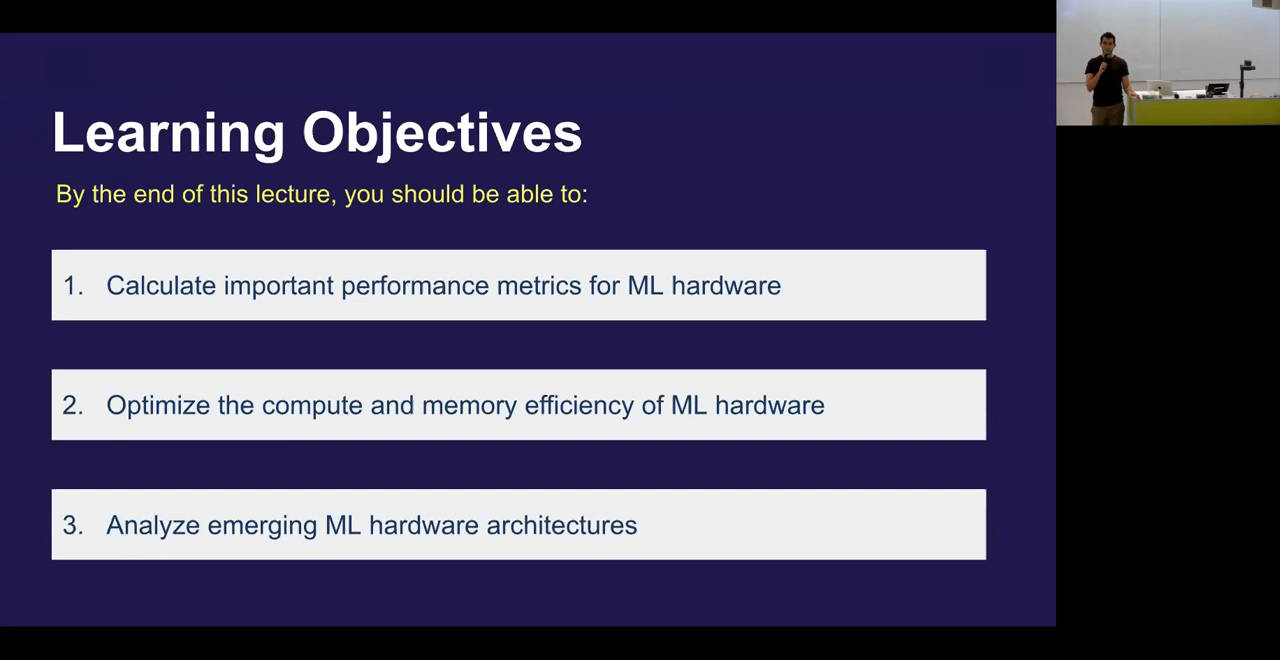 Learning Objectives
By the end of this lecture, you should be able to:
1. Calculate important performance metrics for ML hardware
2. Optimize the compute and memory efficiency of ML hardware
3. Analyze emerging ML hardware architectures